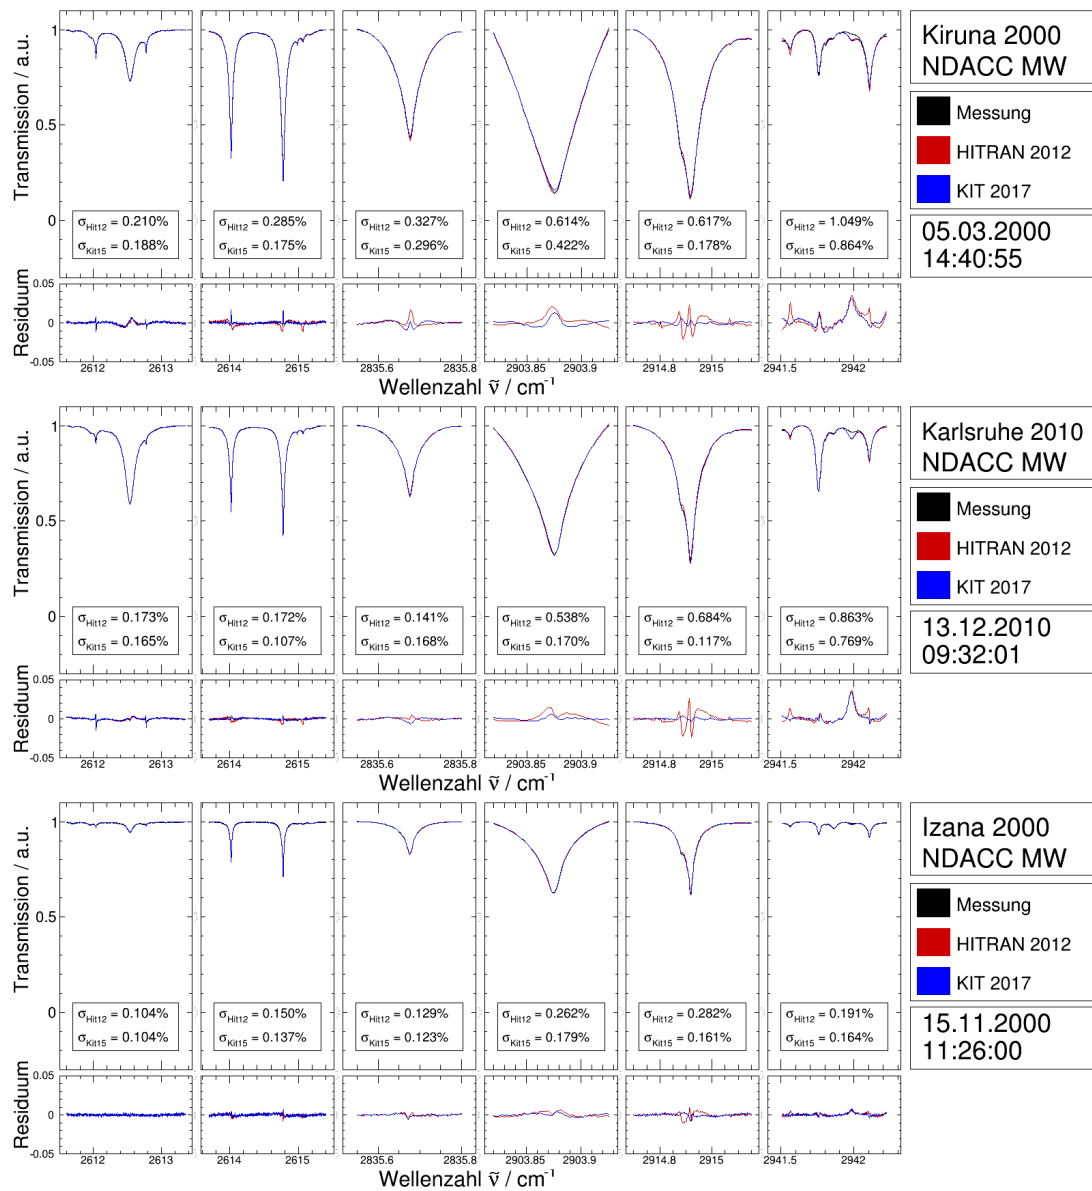 Kiruna 2000
NDACC MW
Messung
HITRAN 2012
KIT 2017
05.03.2000
14:40:55
Transmission / a.u.
1
0.5
0
σHit12 = 0.210%
σKit15 = 0.188%
σHit12 = 0.285%
σKit15 = 0.175%
σHit12 = 0.327%
σKit15 = 0.296%
σHit12 = 0.614%
σKit15 = 0.422%
σHit12 = 0.617%
σKit15 = 0.178%
σHit12 = 1.049%
σKit15 = 0.864%
Residuum
0.05
0
-0.05
2612 2613 2614 2615 2835.6 2835.8 2903.85 2903.9 2914.8 2915 2941.5 2942
Wellenzahl ṽ / cm⁻¹
Karlsruhe 2010
NDACC MW
Messung
HITRAN 2012
KIT 2017
13.12.2010
09:32:01
Transmission / a.u.
1
0.5
0
σHit12 = 0.173%
σKit15 = 0.165%
σHit12 = 0.172%
σKit15 = 0.107%
σHit12 = 0.141%
σKit15 = 0.168%
σHit12 = 0.538%
σKit15 = 0.170%
σHit12 = 0.684%
σKit15 = 0.117%
σHit12 = 0.863%
σKit15 = 0.769%
Residuum
0.05
0
-0.05
2612 2613 2614 2615 2835.6 2835.8 2903.85 2903.9 2914.8 2915 2941.5 2942
Wellenzahl ṽ / cm⁻¹
Izana 2000
NDACC MW
Messung
HITRAN 2012
KIT 2017
15.11.2000
11:26:00
Transmission / a.u.
1
0.5
0
σHit12 = 0.104%
σKit15 = 0.104%
σHit12 = 0.150%
σKit15 = 0.137%
σHit12 = 0.129%
σKit15 = 0.123%
σHit12 = 0.262%
σKit15 = 0.179%
σHit12 = 0.282%
σKit15 = 0.161%
σHit12 = 0.191%
σKit15 = 0.164%
Residuum
0.05
0
-0.05
2612 2613 2614 2615 2835.6 2835.8 2903.85 2903.9 2914.8 2915 2941.5 2942
Wellenzahl ṽ / cm⁻¹